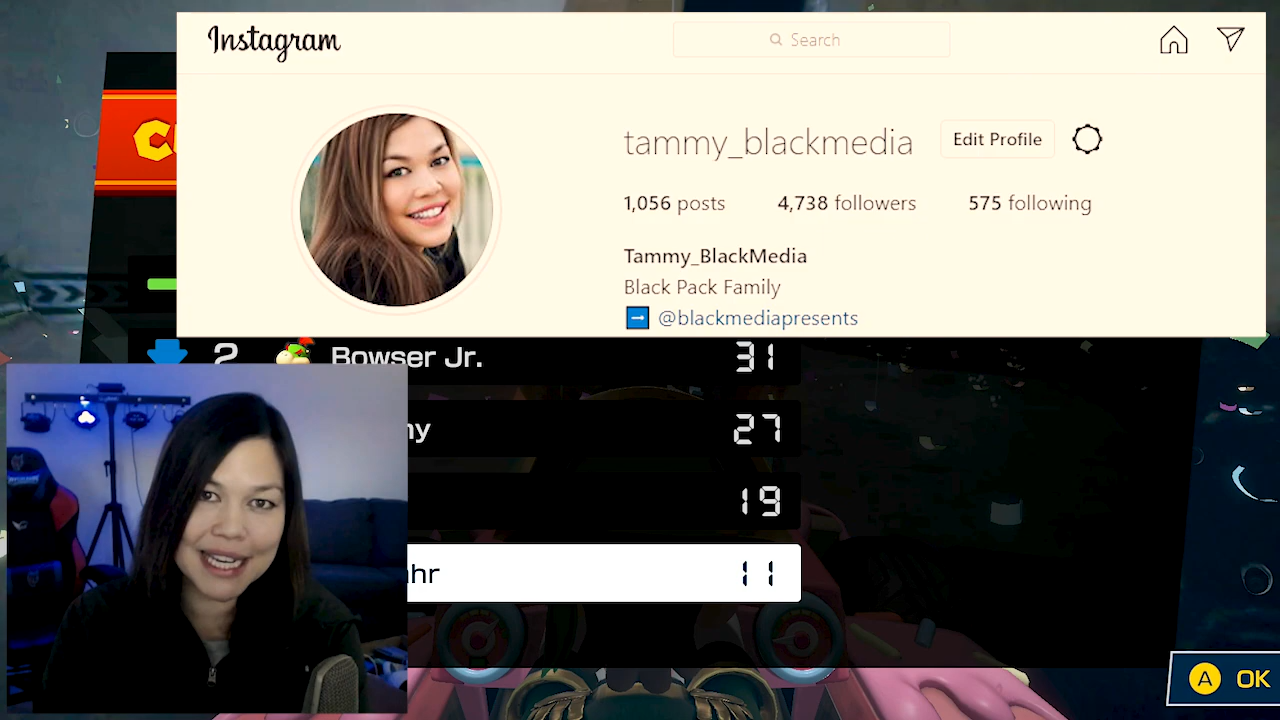 Instagram
Search
tammy_blackmedia
Edit Profile
1,056 posts 4,738 followers 575 following
Tammy_BlackMedia
Black Pack Family
@blackmediapresents
2 Bowser Jr. 31
27
19
11
A OK